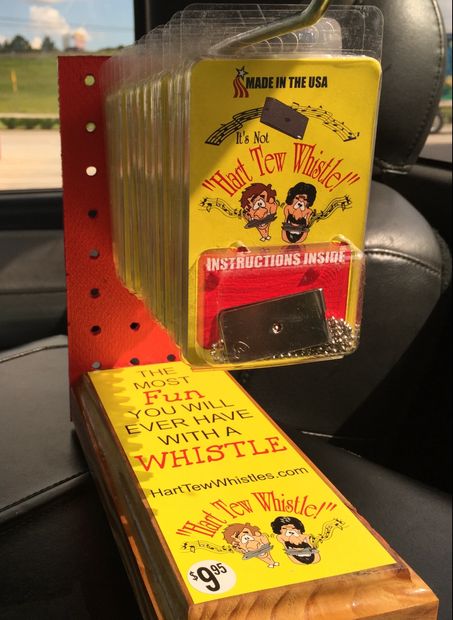 MADE IN THE USA
It's Not
"Hart Tew Whistle!"
INSTRUCTIONS INSIDE
THE
MOST
Fun
YOU WILL
EVER HAVE
WITH A
WHISTLE
HartTewWhistles.com
"Hart Tew Whistle!"
$9.95